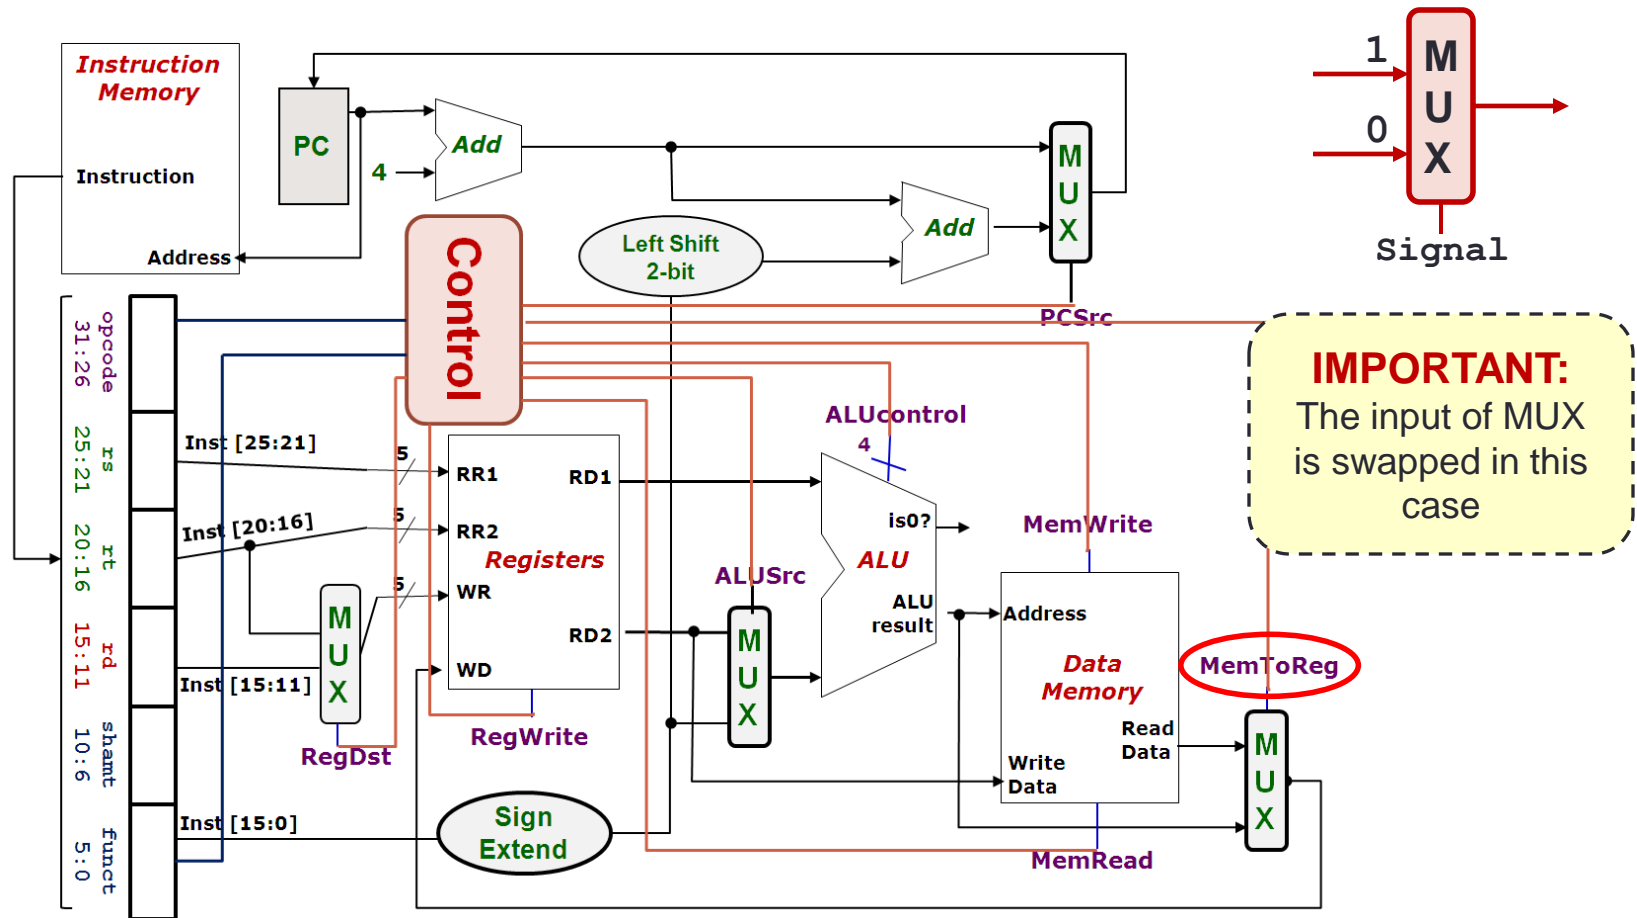 Instruction
Memory
Instruction
Address
PC
4
Add
Left Shift
2-bit
Add
M
U
X
PCSrc
1
0
M
U
X
Signal
Control
IMPORTANT:
The input of MUX
is swapped in this
case
opcode
31:26
rs
25:21
rt
20:16
rd
15:11
shamt
10:6
funct
5:0
Inst [25:21]
5
Inst [20:16]
5
5
Inst [15:11]
Inst [15:0]
M
U
X
RegDst
RR1
RR2
WR
WD
RD1
RD2
Registers
RegWrite
Sign
Extend
ALUSrc
M
U
X
ALUcontrol
4
is0?
ALU
ALU
result
MemWrite
Address
Data
Memory
Read
Data
Write
Data
MemRead
MemToReg
M
U
X